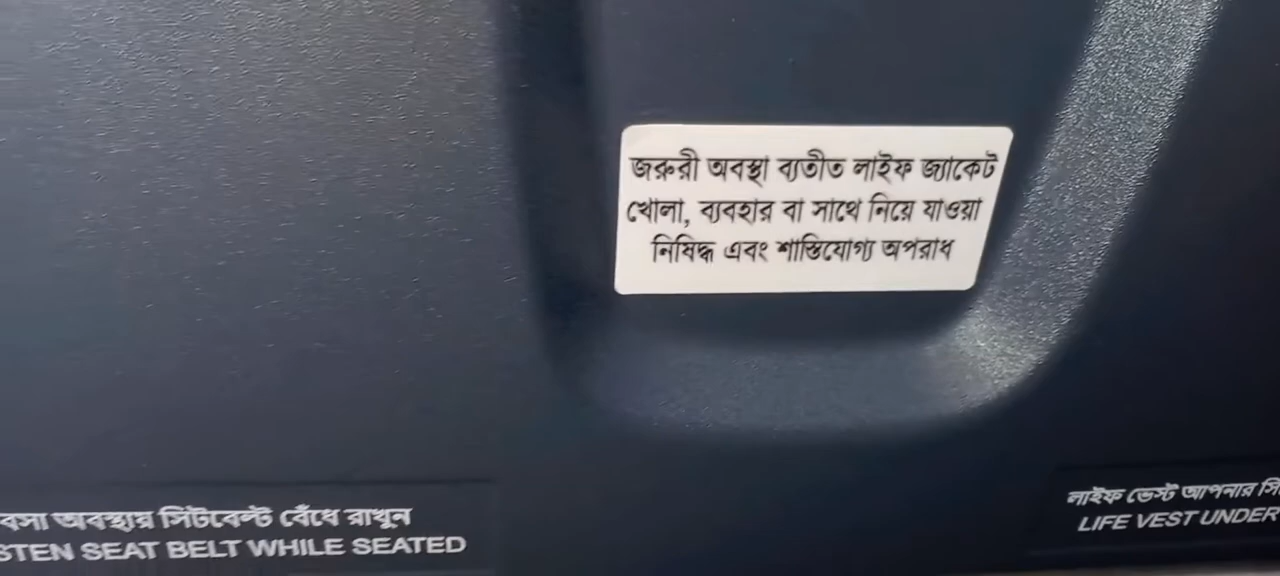 জরুরী অবস্থা ব্যতীত লাইফ জ্যাকেট
খোলা, ব্যবহার বা সাথে নিয়ে যাওয়া
নিষিদ্ধ এবং শাস্তিযোগ্য অপরাধ
বসা অবস্থায় সিটবেল্ট বেঁধে রাখুন
SEAT BELT WHILE SEATED
লাইফ ভেস্ট আপনার
LIFE VEST UNDER